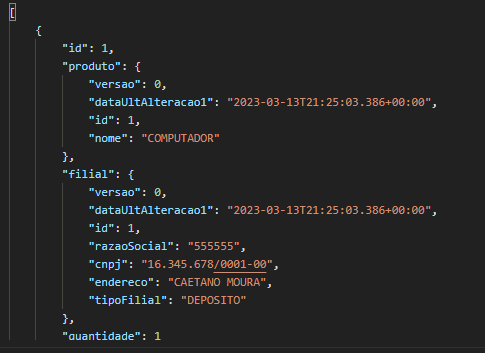 [
{
"id": 1,
"produto": {
"versao": 0,
"dataUltAlteracao1": "2023-03-13T21:25:03.386+00:00",
"id": 1,
"nome": "COMPUTADOR"
},
"filial": {
"versao": 0,
"dataUltAlteracao1": "2023-03-13T21:25:03.386+00:00",
"id": 1,
"razaoSocial": "555555",
"cnpj": "16.345.678/0001-00",
"endereco": "CAETANO MOURA",
"tipoFilial": "DEPOSITO"
},
"quantidade": 1